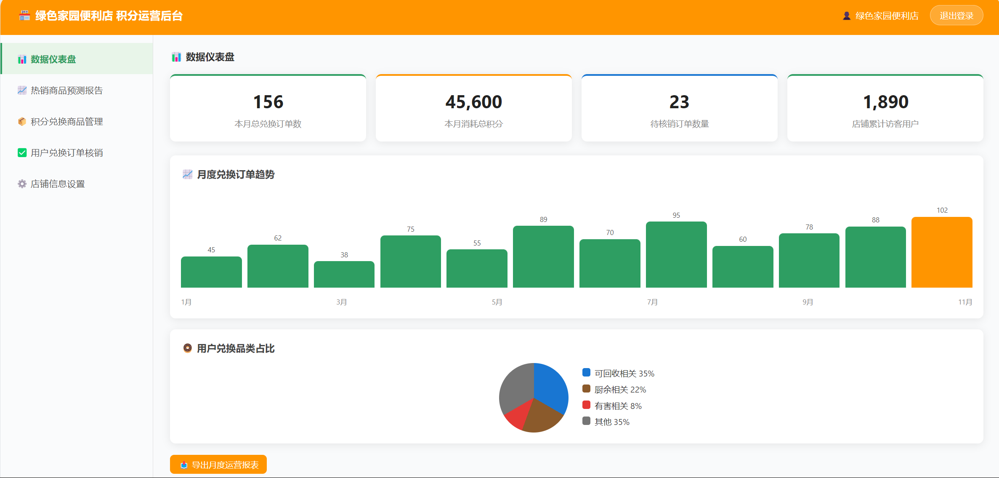 绿色家园便利店 积分运营后台
绿色家园便利店
退出登录
数据仪表盘
热销商品预测报告
积分兑换商品管理
用户兑换订单核销
店铺信息设置
数据仪表盘
156
本月总兑换订单数
45,600
本月消耗总积分
23
待核销订单数量
1,890
店铺累计访客用户
月度兑换订单趋势
45
62
38
75
55
89
70
95
60
78
88
102
1月
3月
5月
7月
9月
11月
用户兑换品类占比
可回收相关 35%
厨余相关 22%
有害相关 8%
其他 35%
导出月度运营报表